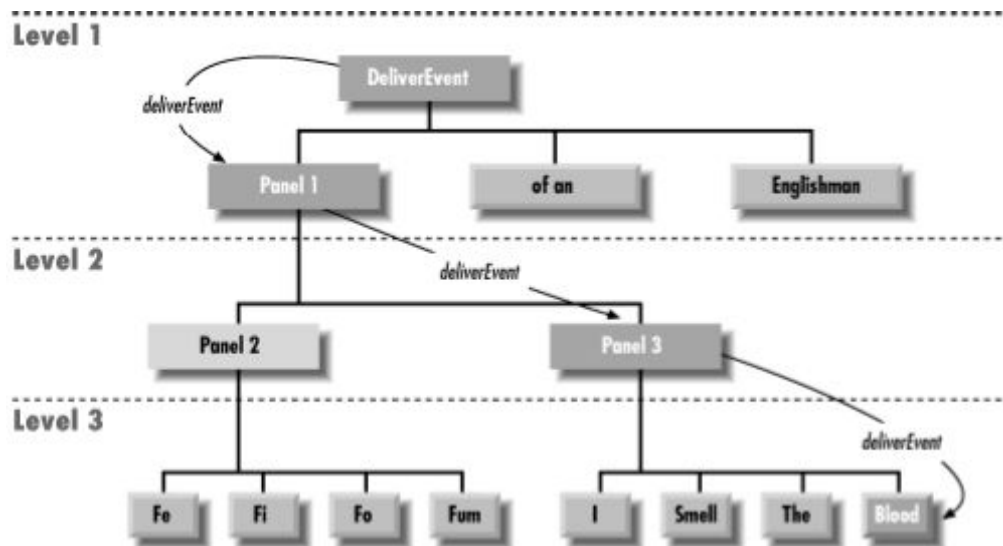 Level 1
DeliverEvent
deliverEvent
Panel 1
of an
Englishman
Level 2
deliverEvent
Panel 2
Panel 3
Level 3
deliverEvent
Fe
Fi
Fo
Fum
I
Smell
The
Blood